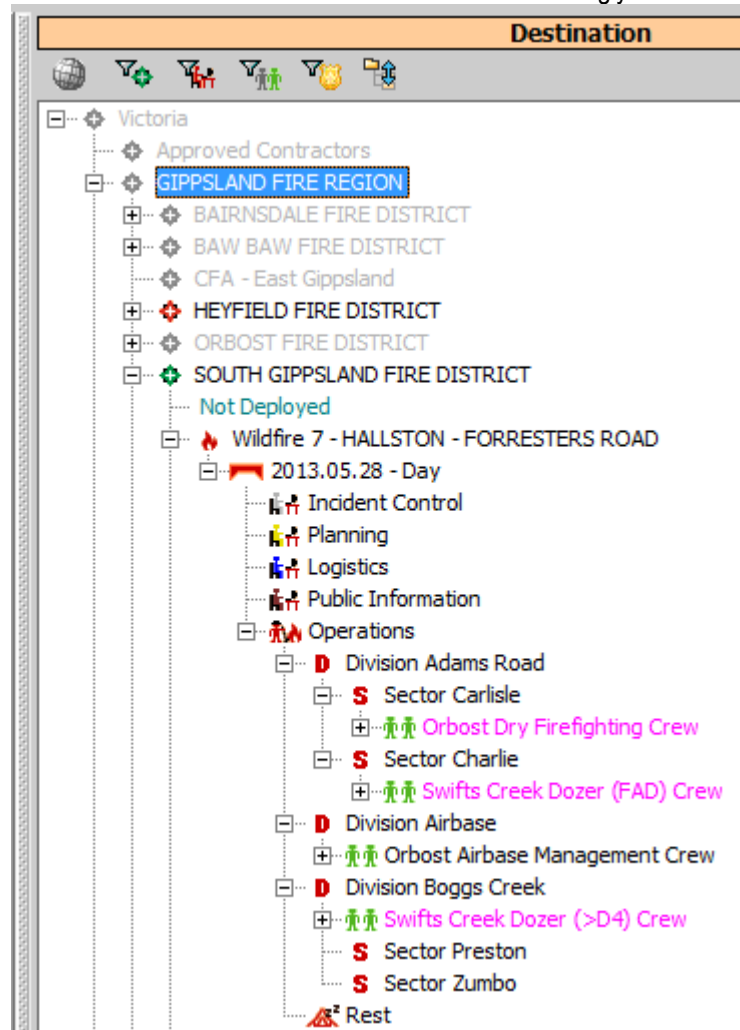 Destination
Victoria
Approved Contractors
GIPPSLAND FIRE REGION
BAIRNSDALE FIRE DISTRICT
BAW BAW FIRE DISTRICT
CFA - East Gippsland
HEYFIELD FIRE DISTRICT
ORBOST FIRE DISTRICT
SOUTH GIPPSLAND FIRE DISTRICT
Not Deployed
Wildfire 7 - HALLSTON - FORRESTERS ROAD
2013.05.28 - Day
Incident Control
Planning
Logistics
Public Information
Operations
D Division Adams Road
S Sector Carlisle
Orbost Dry Firefighting Crew
S Sector Charlie
Swifts Creek Dozer (FAD) Crew
D Division Airbase
Orbost Airbase Management Crew
D Division Boggs Creek
Swifts Creek Dozer (>D4) Crew
S Sector Preston
S Sector Zumbo
Rest